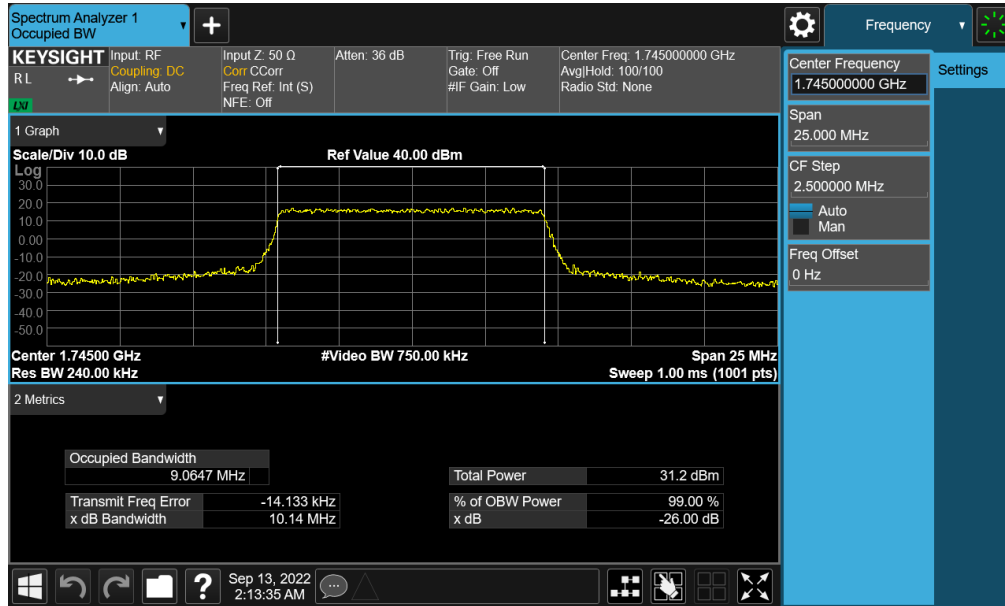 Spectrum Analyzer 1
Occupied BW
Frequency
KEYSIGHT
R L
LXI
Input: RF
Coupling: DC
Align: Auto
Input Z: 50 Ω
Corr CCorr
Freq Ref: Int (S)
NFE: Off
Atten: 36 dB
Trig: Free Run
Gate: Off
#IF Gain: Low
Center Freq: 1.745000000 GHz
Avg|Hold: 100/100
Radio Std: None
Center Frequency
1.745000000 GHz
Settings
Span
25.000 MHz
CF Step
2.500000 MHz
Auto
Man
Freq Offset
0 Hz
1 Graph
Scale/Div 10.0 dB
Ref Value 40.00 dBm
Log
30.0
20.0
10.0
0.00
-10.0
-20.0
-30.0
-40.0
-50.0
Center 1.74500 GHz
#Video BW 750.00 kHz
Span 25 MHz
Res BW 240.00 kHz
Sweep 1.00 ms (1001 pts)
2 Metrics
Occupied Bandwidth
9.0647 MHz
Total Power 31.2 dBm
Transmit Freq Error -14.133 kHz
% of OBW Power 99.00 %
x dB Bandwidth 10.14 MHz
x dB -26.00 dB
?
Sep 13, 2022
2:13:35 AM